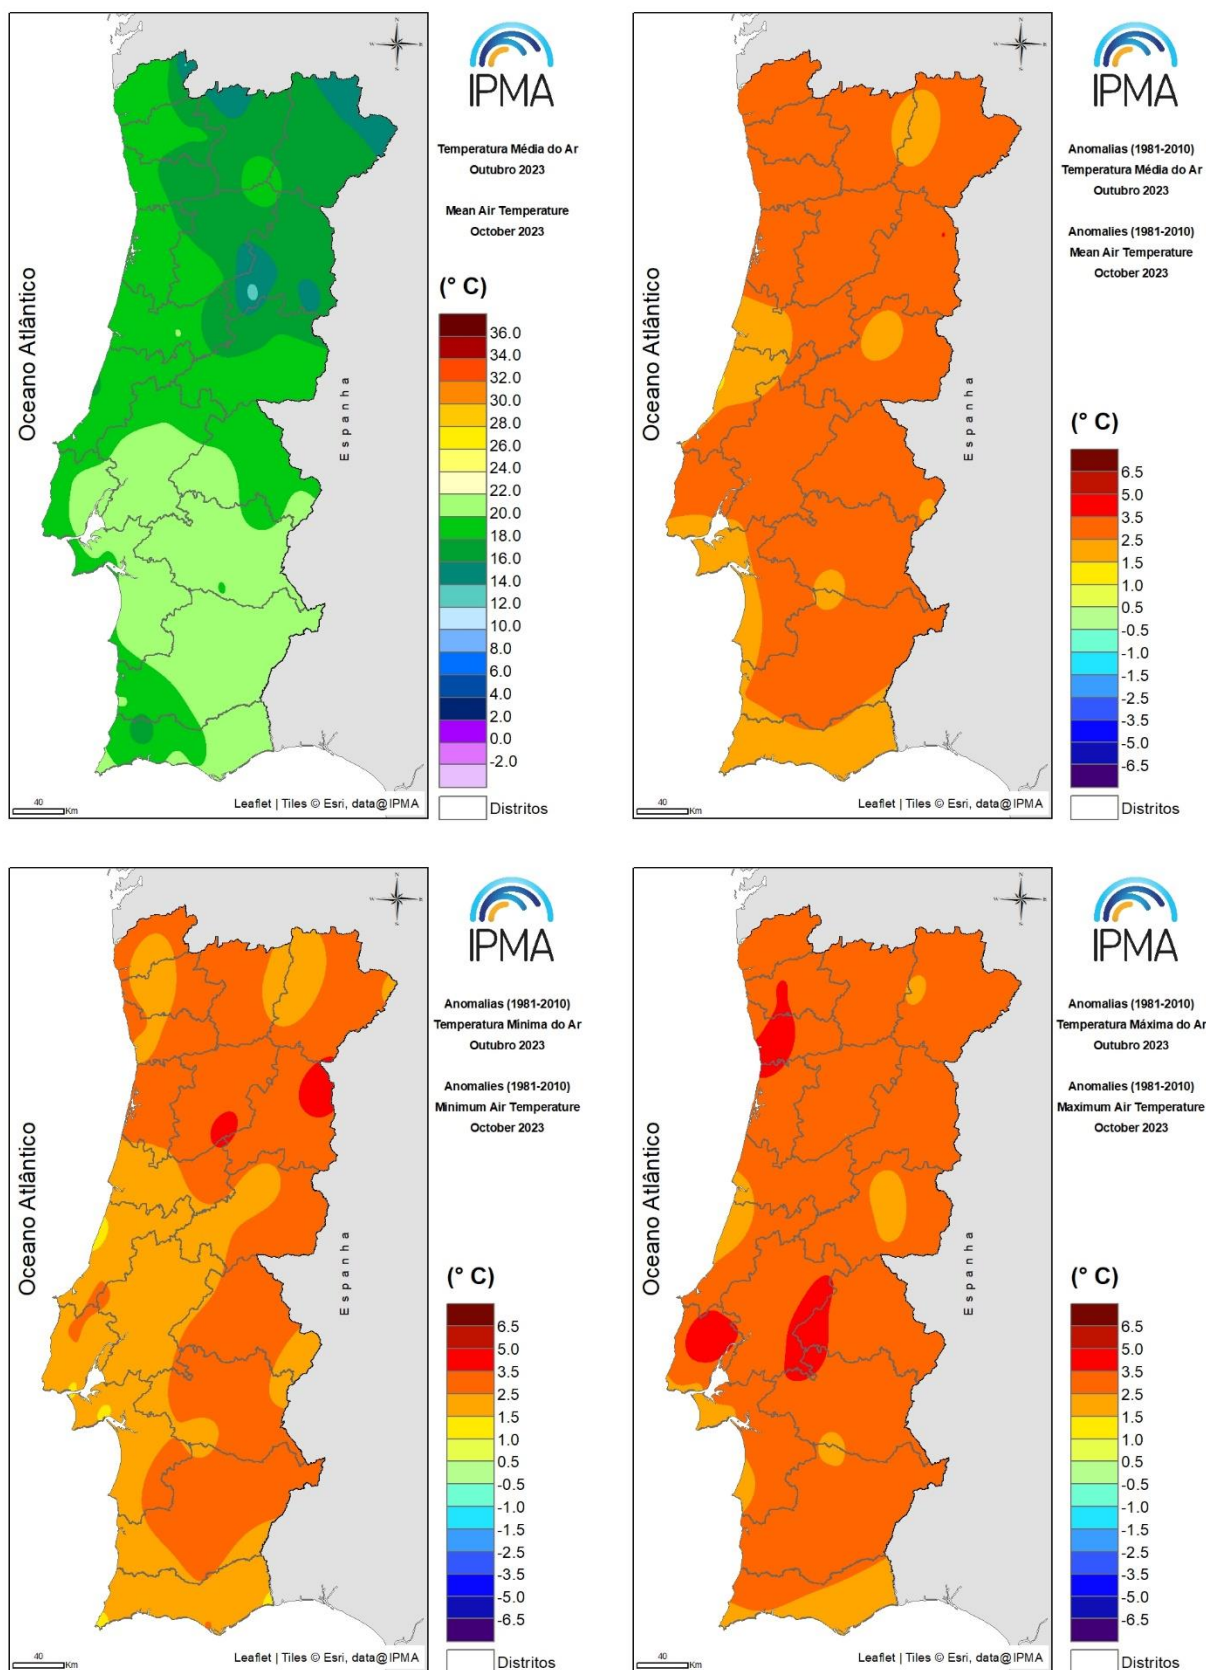 IPMA
Temperatura Média do Ar
Outubro 2023
Mean Air Temperature
October 2023
(° C)
36.0
34.0
32.0
30.0
28.0
26.0
24.0
22.0
20.0
18.0
16.0
14.0
12.0
10.0
8.0
6.0
4.0
2.0
0.0
-2.0
Distritos
Oceano Atlântico
Espanha
N
W
E
S
40
Km
Leaflet | Tiles © Esri, data@IPMA
IPMA
Anomalias (1981-2010)
Temperatura Média do Ar
Outubro 2023
Anomalies (1981-2010)
Mean Air Temperature
October 2023
(° C)
6.5
5.0
3.5
2.5
1.5
1.0
0.5
-0.5
-1.0
-1.5
-2.5
-3.5
-5.0
-6.5
Distritos
Oceano Atlântico
Espanha
N
W
E
S
40
Km
Leaflet | Tiles © Esri, data@IPMA
IPMA
Anomalias (1981-2010)
Temperatura Mínima do Ar
Outubro 2023
Anomalies (1981-2010)
Minimum Air Temperature
October 2023
(° C)
6.5
5.0
3.5
2.5
1.5
1.0
0.5
-0.5
-1.0
-1.5
-2.5
-3.5
-5.0
-6.5
Distritos
Oceano Atlântico
Espanha
N
W
E
S
40
Km
Leaflet | Tiles © Esri, data@IPMA
IPMA
Anomalias (1981-2010)
Temperatura Máxima do Ar
Outubro 2023
Anomalies (1981-2010)
Maximum Air Temperature
October 2023
(° C)
6.5
5.0
3.5
2.5
1.5
1.0
0.5
-0.5
-1.0
-1.5
-2.5
-3.5
-5.0
-6.5
Distritos
Oceano Atlântico
Espanha
N
W
E
S
40
Km
Leaflet | Tiles © Esri, data@IPMA